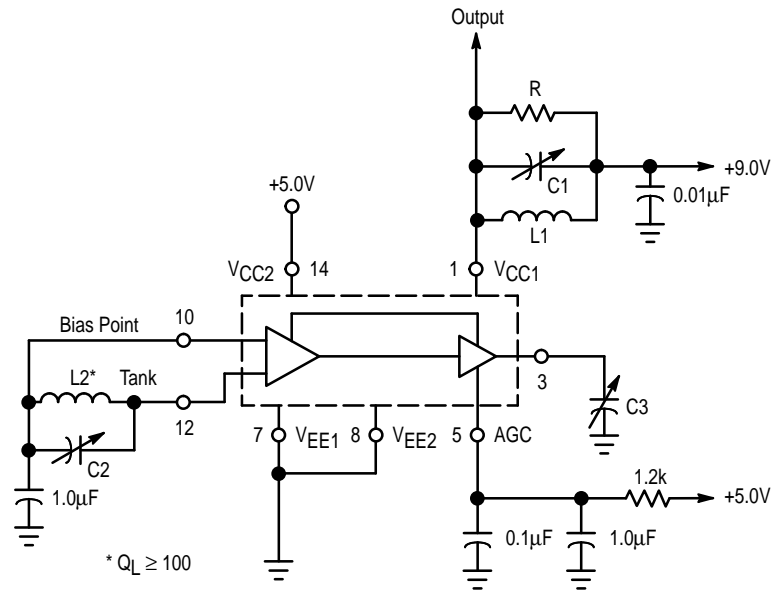 Output
R
C1
+9.0V
0.01µF
L1
+5.0V
VCC2 14
1 VCC1
Bias Point 10
L2* Tank
12
C2
1.0µF
3
C3
7 VEE1
8 VEE2
5 AGC
1.2k
+5.0V
0.1µF
1.0µF
* QL ≥ 100